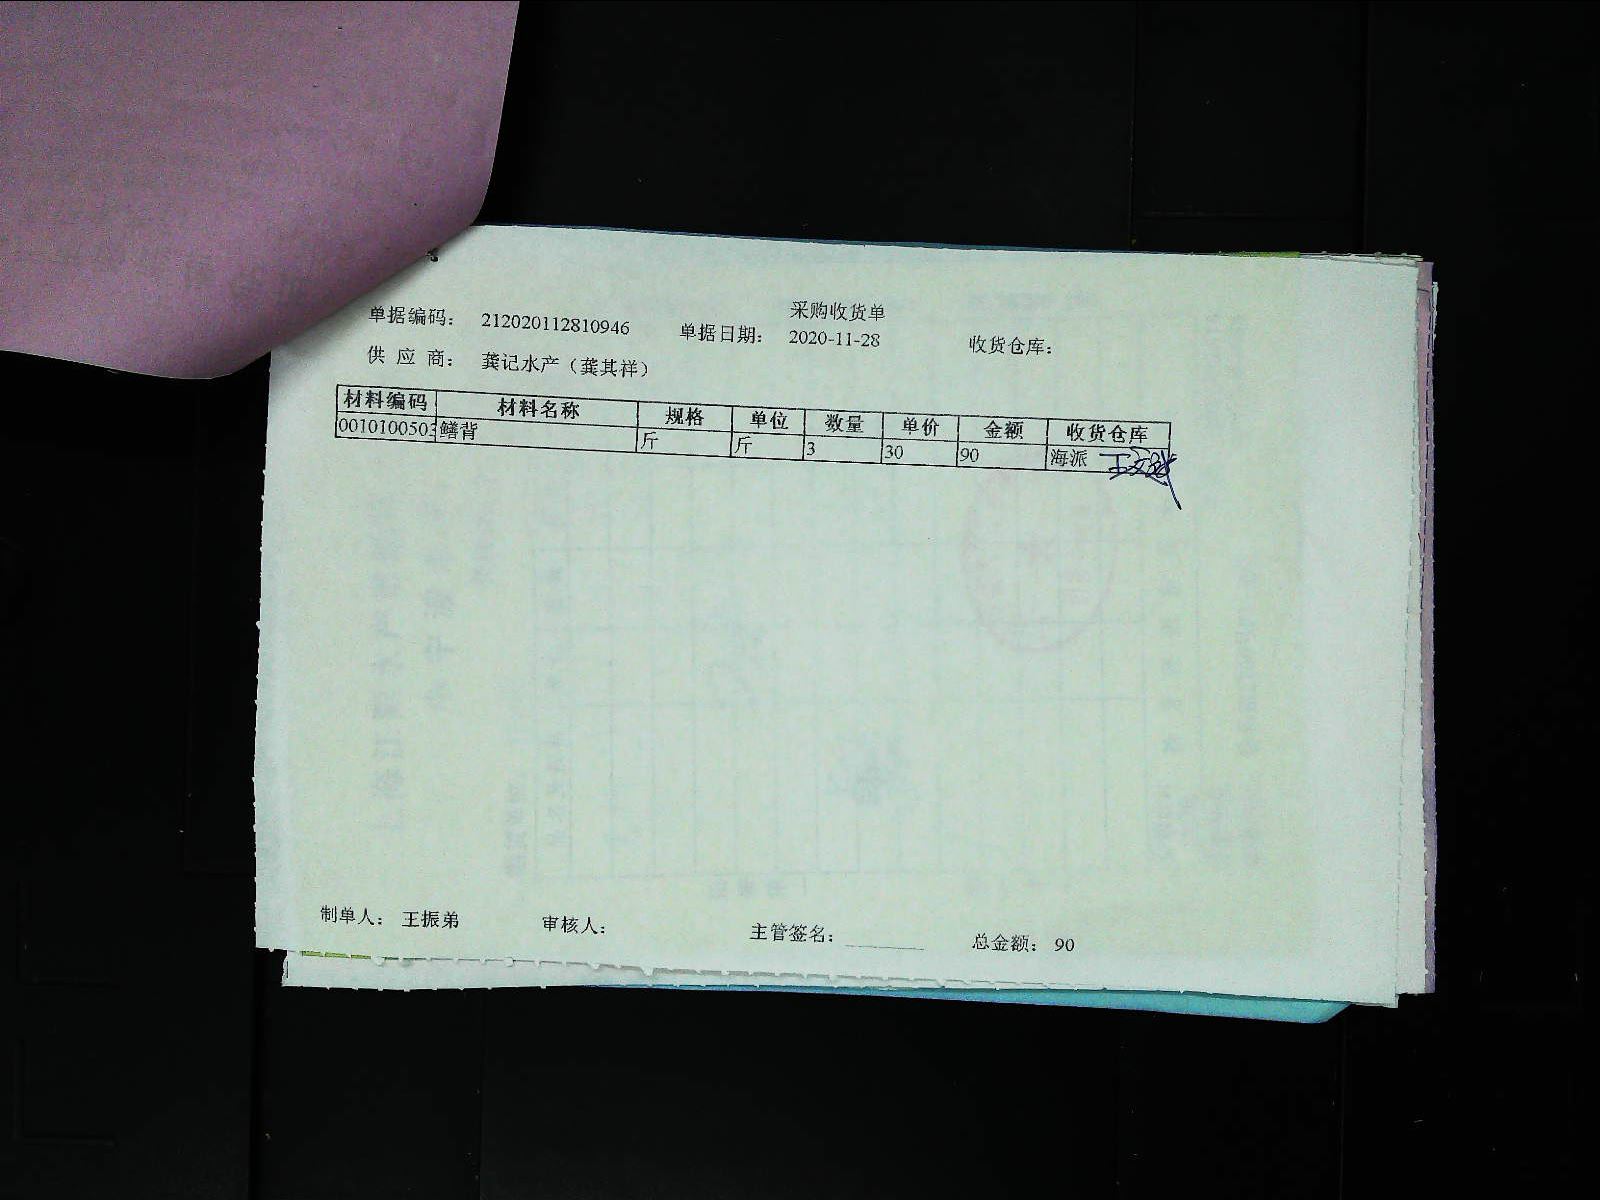 采购收货单
单据编码： 212020112810946 单据日期： 2020-11-28 收货仓库：
供 应 商： 龚记水产（龚其祥）
材料编码 材料名称 规格 单位 数量 单价 金额 收货仓库
0010100503 鳝背 斤 斤 3 30 90 海派
制单人： 王振弟 审核人： 主管签名： 总金额： 90